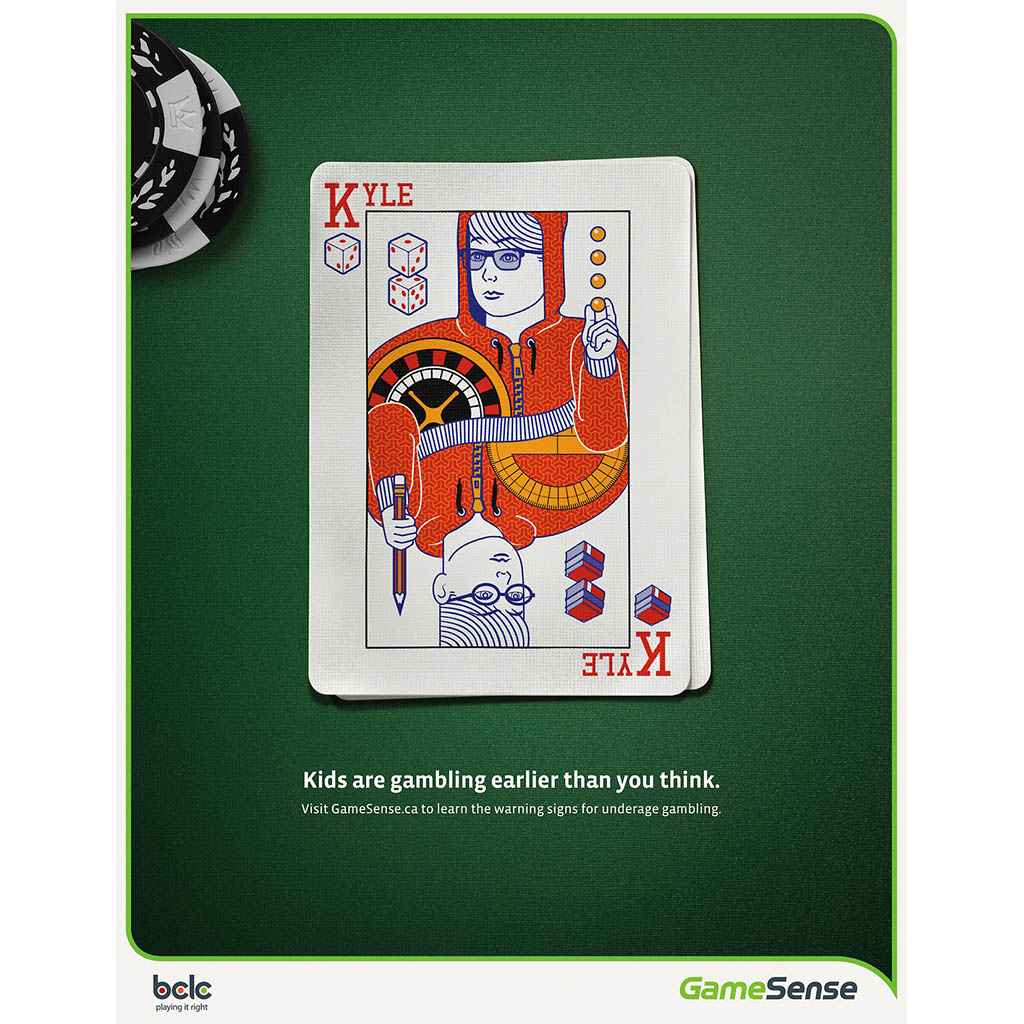 KYLE
KYLE
Kids are gambling earlier than you think.
Visit GameSense.ca to learn the warning signs for underage gambling.
bclc
playing it right
GameSense